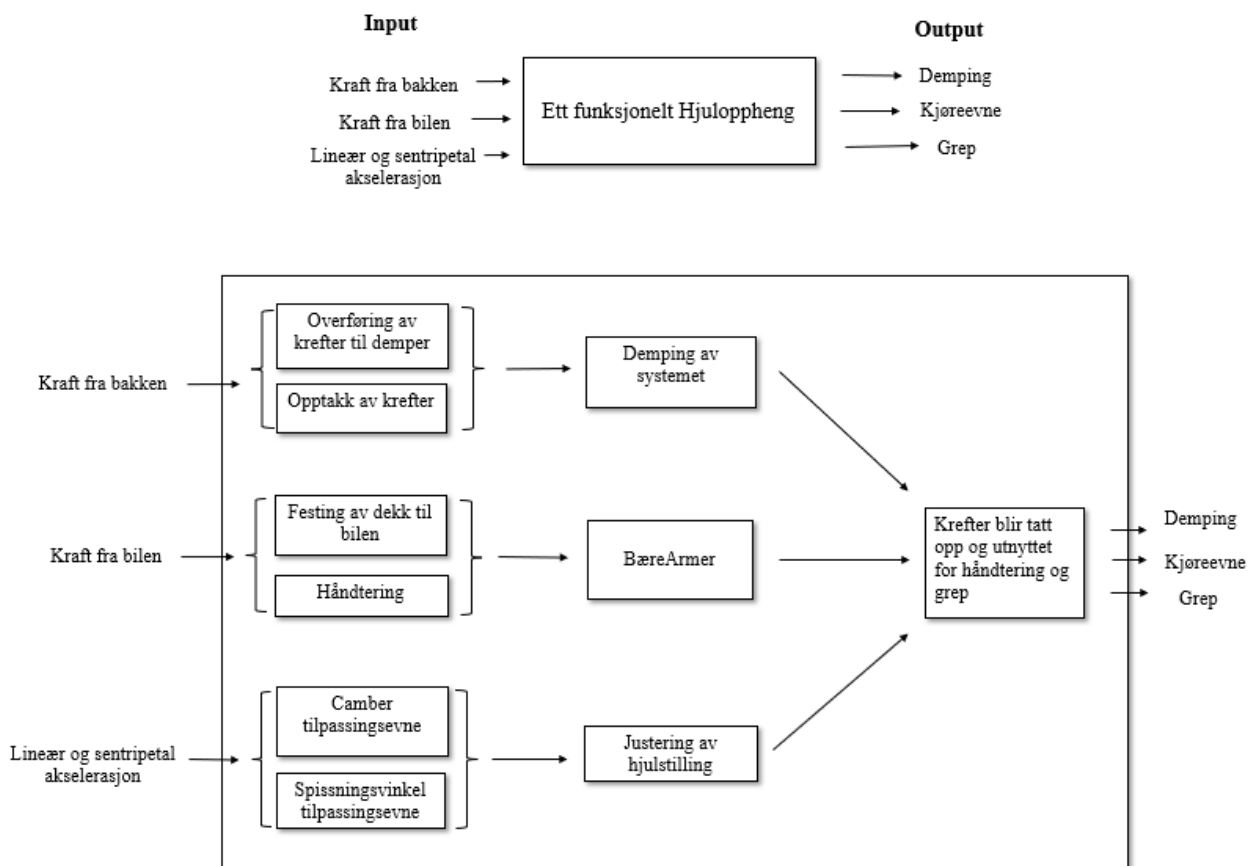 Input
Output
Kraft fra bakken
Kraft fra bilen
Lineær og sentripetal
akselerasjon
Ett funksjonelt Hjuloppheng
Demping
Kjøreevne
Grep
Kraft fra bakken
Overføring av
krefter til demper
Opptakk av krefter
Demping av
systemet
Kraft fra bilen
Festing av dekk til
bilen
Håndtering
BæreArmer
Krefter blir tatt
opp og utnyttet
for håndtering og
grep
Demping
Kjøreevne
Grep
Lineær og sentripetal
akselerasjon
Camber
tilpassingsevne
Spissningsvinkel
tilpassingsevne
Justering av
hjulstilling